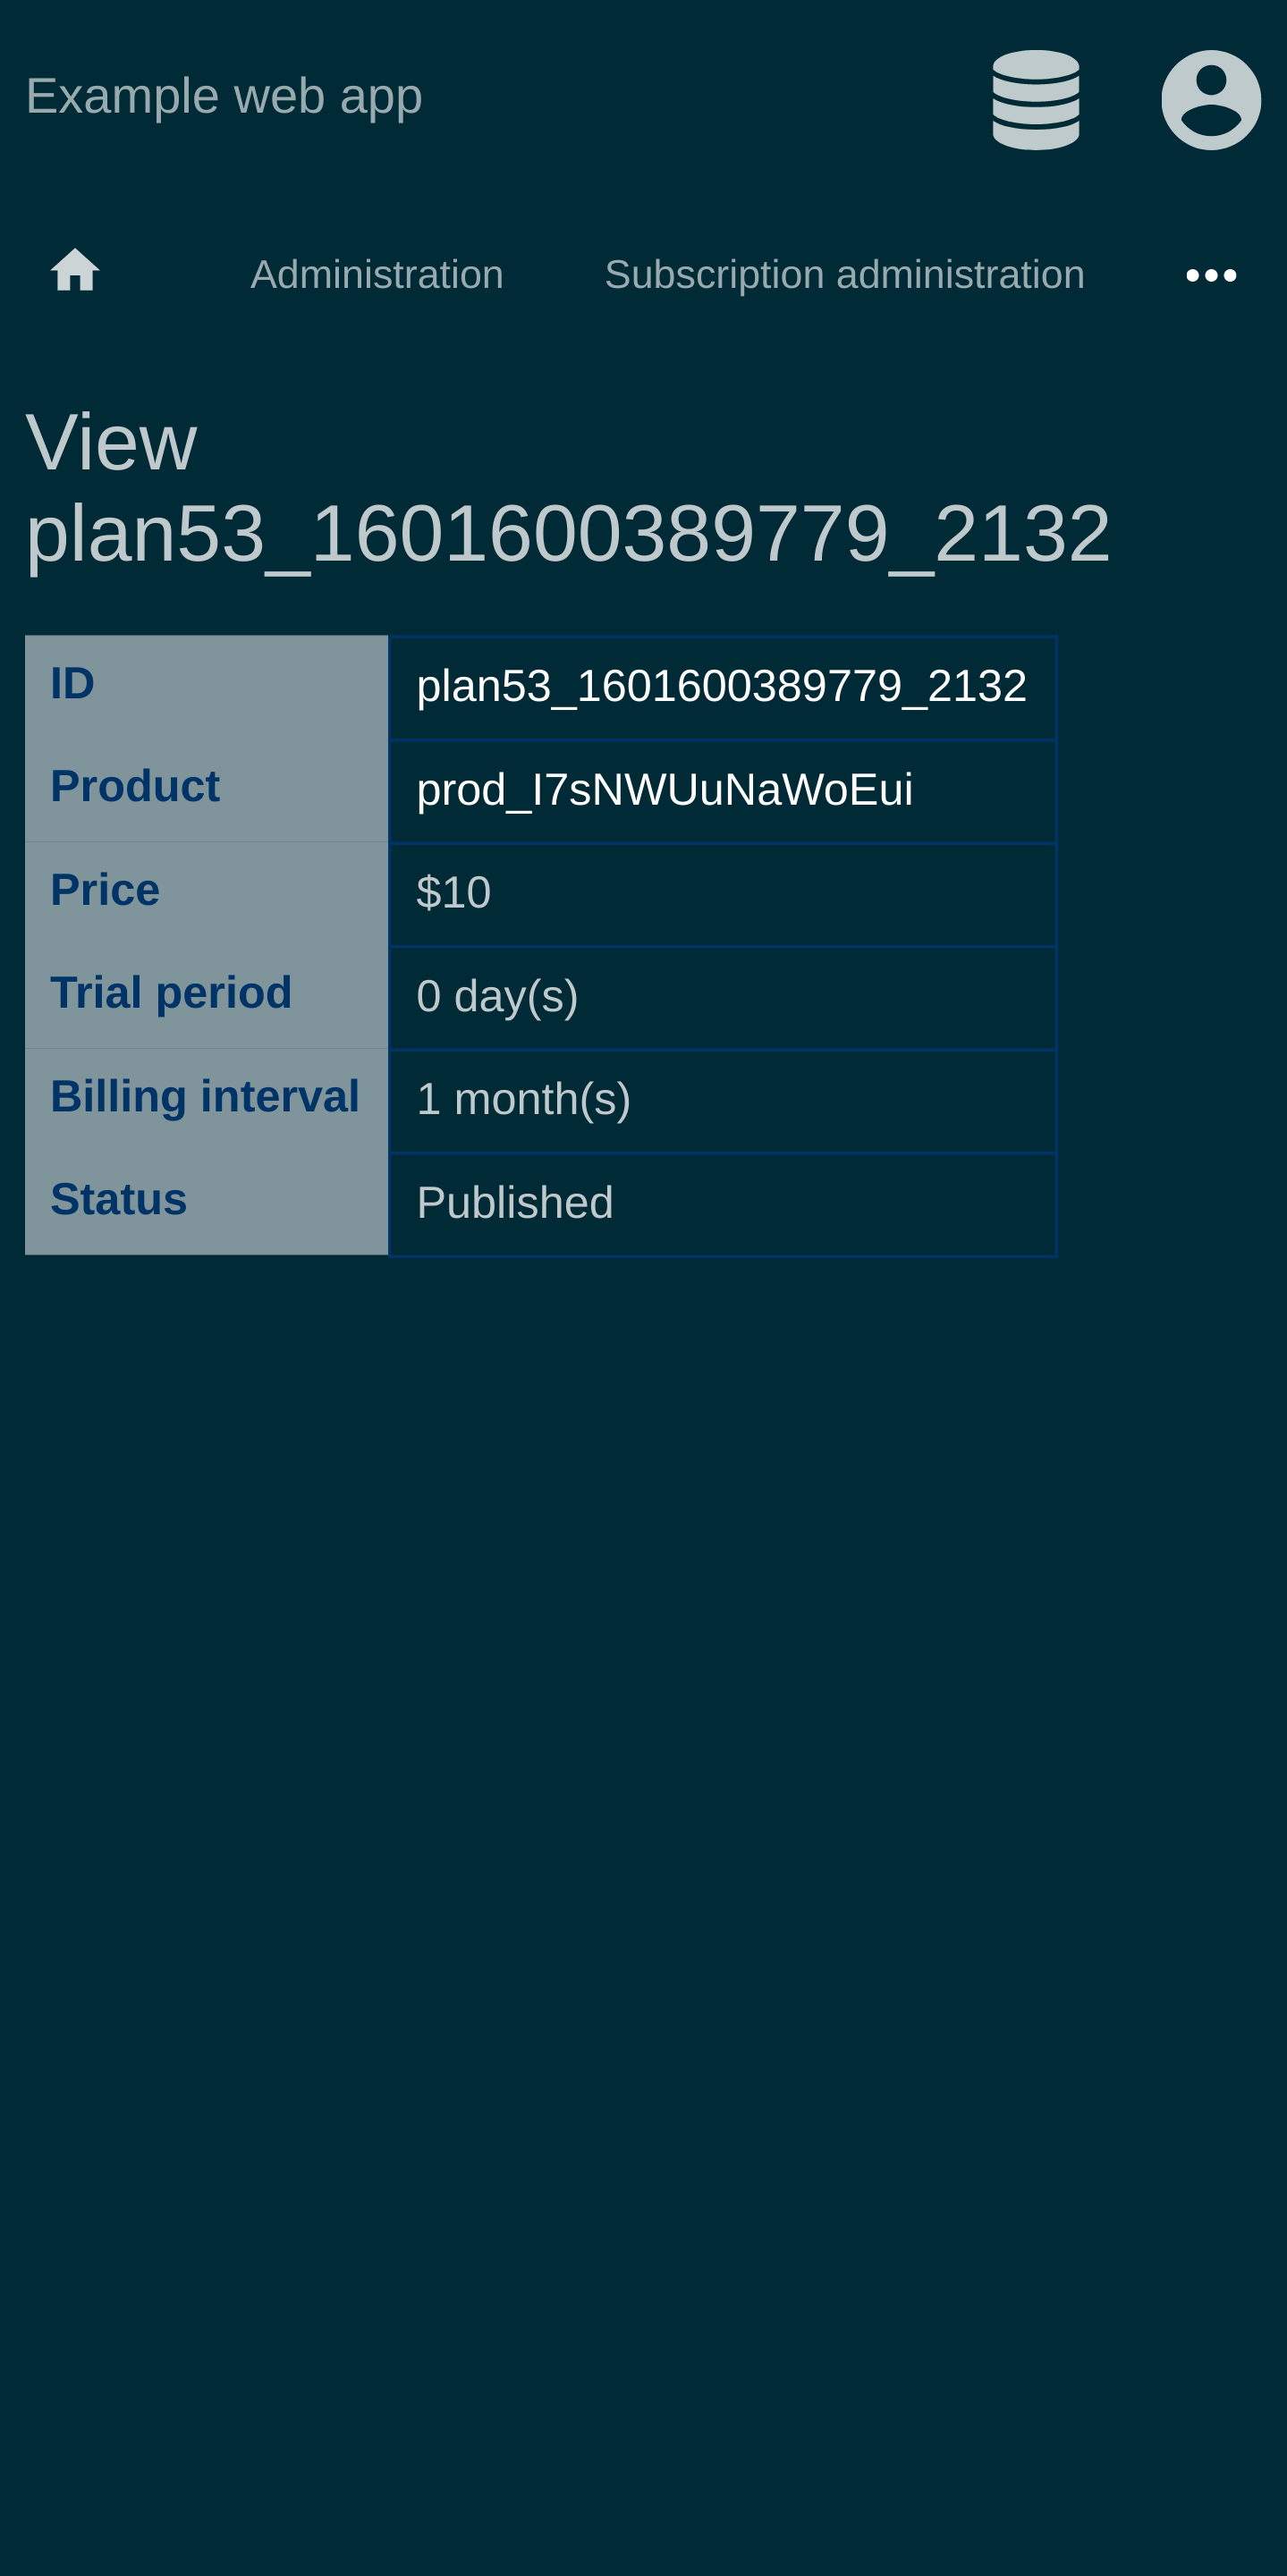 Example web app
Administration Subscription administration
View
plan53_1601600389779_2132
ID plan53_1601600389779_2132
Product prod_I7sNWUuNaWoEui
Price $10
Trial period 0 day(s)
Billing interval 1 month(s)
Status Published